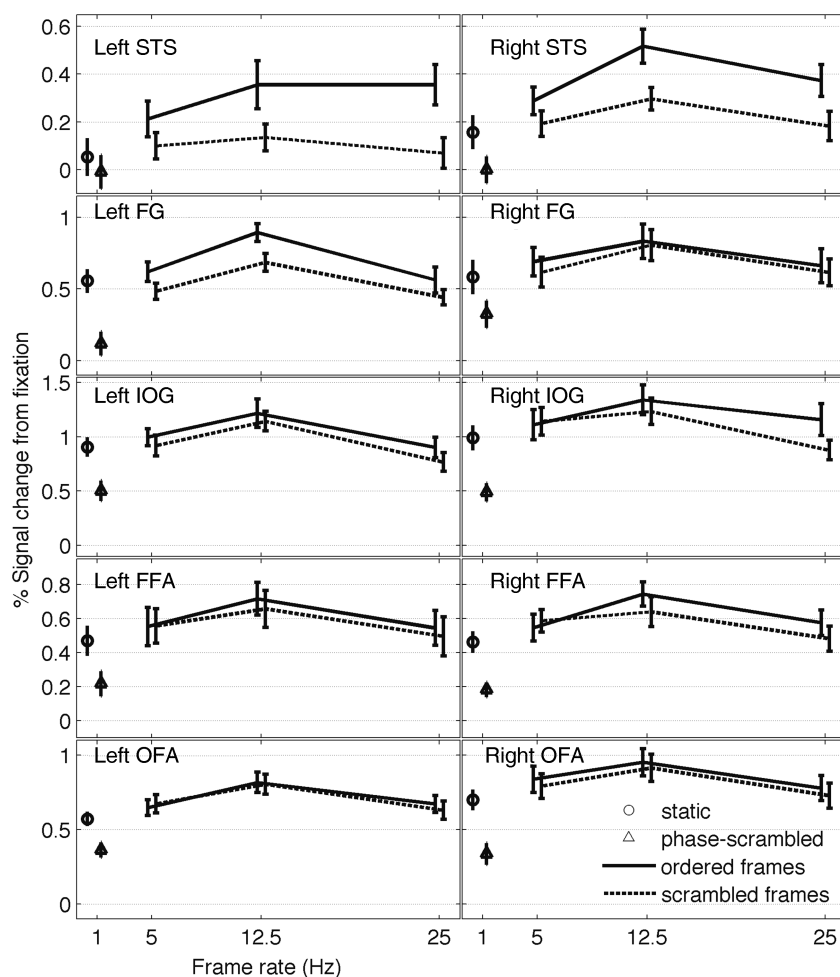 % Signal change from fixation
Left STS
Right STS
0.6
0.4
0.2
0
Left FG
Right FG
1
0.5
0
Left IOG
Right IOG
1.5
1
0.5
0
Left FFA
Right FFA
0.8
0.6
0.4
0.2
0
Left OFA
Right OFA
1
0.5
0
static
phase-scrambled
ordered frames
scrambled frames
1 5 12.5 25 1 5 12.5 25
Frame rate (Hz)